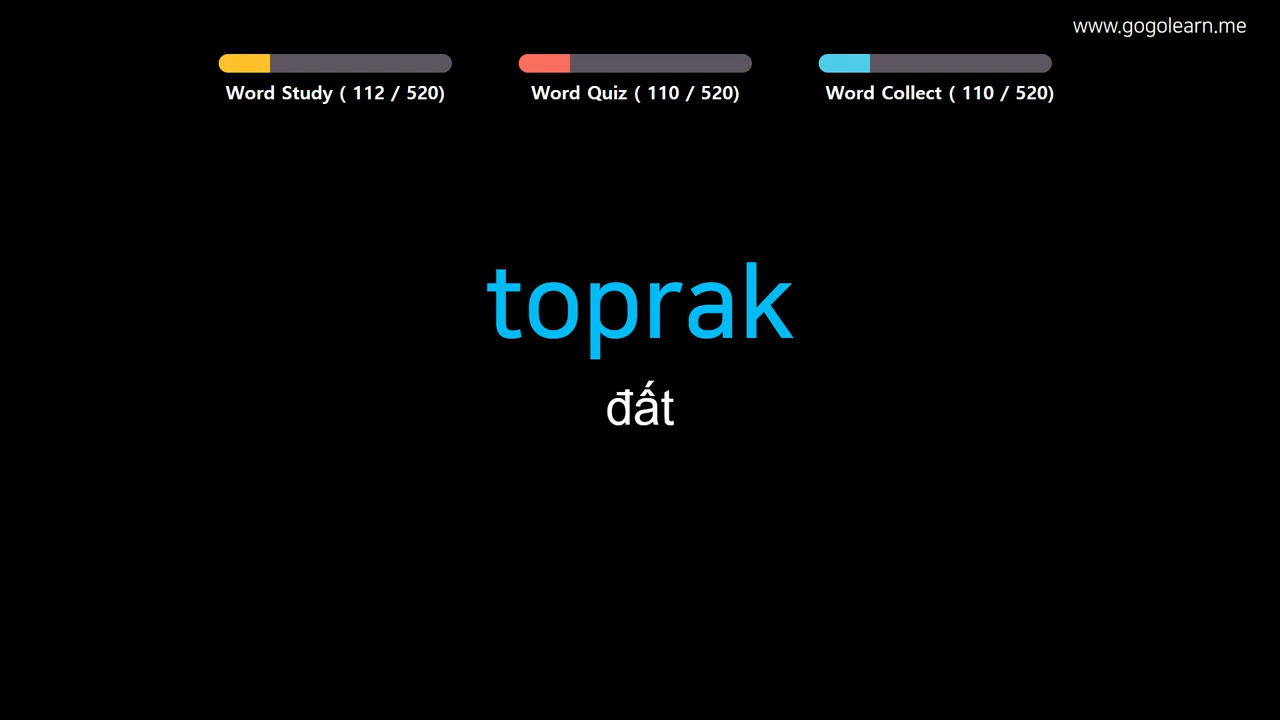 www.gogolearn.me
Word Study ( 112 / 520)
Word Quiz ( 110 / 520)
Word Collect ( 110 / 520)
toprak
đất